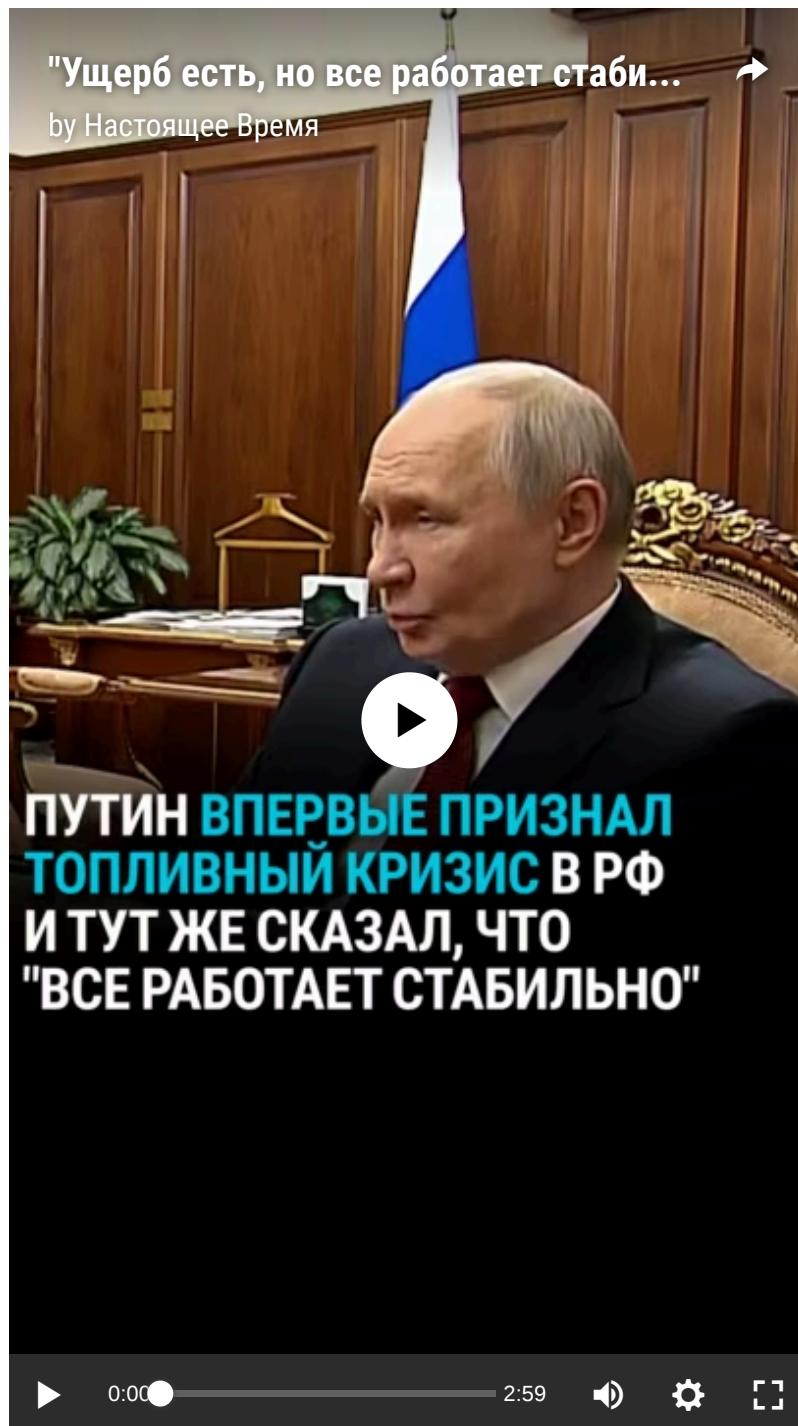 "Ущерб есть, но все работает стаби...
by Настоящее Время
ПУТИН ВПЕРВЫЕ ПРИЗНАЛ
ТОПЛИВНЫЙ КРИЗИС В РФ
И ТУТ ЖЕ СКАЗАЛ, ЧТО
"ВСЕ РАБОТАЕТ СТАБИЛЬНО"
0:00 2:59